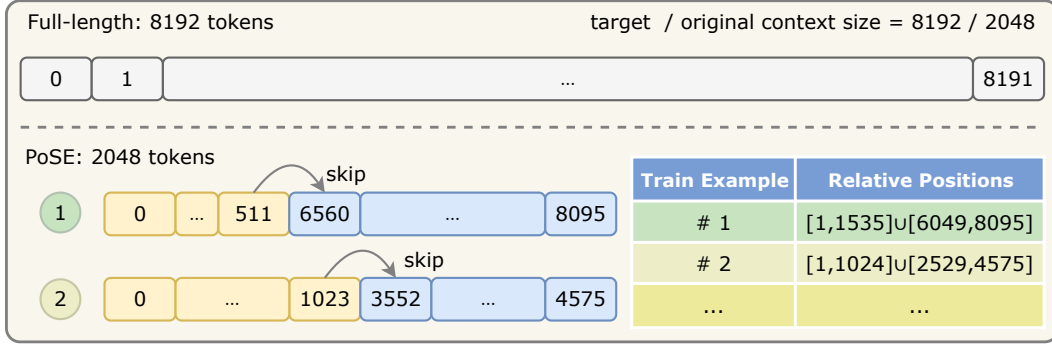 Full-length: 8192 tokens target / original context size = 8192 / 2048
0 1 ... 8191
PoSE: 2048 tokens
skip
1 0 ... 511 6560 ... 8095
skip
2 0 ... 1023 3552 ... 4575
Train Example Relative Positions
# 1 [1,1535]∪[6049,8095]
# 2 [1,1024]∪[2529,4575]
... ...